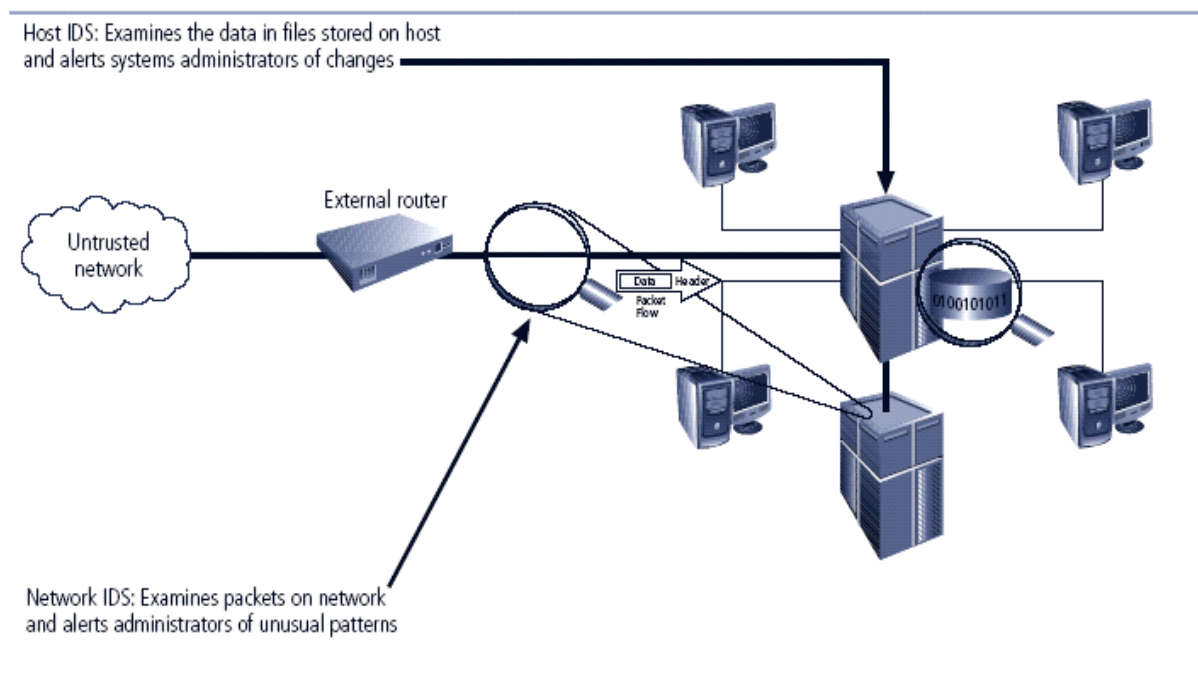 Host IDS: Examines the data in files stored on host
and alerts systems administrators of changes
External router
Untrusted
network
Data Header
Packet
Flow
0100101011
Network IDS: Examines packets on network
and alerts administrators of unusual patterns